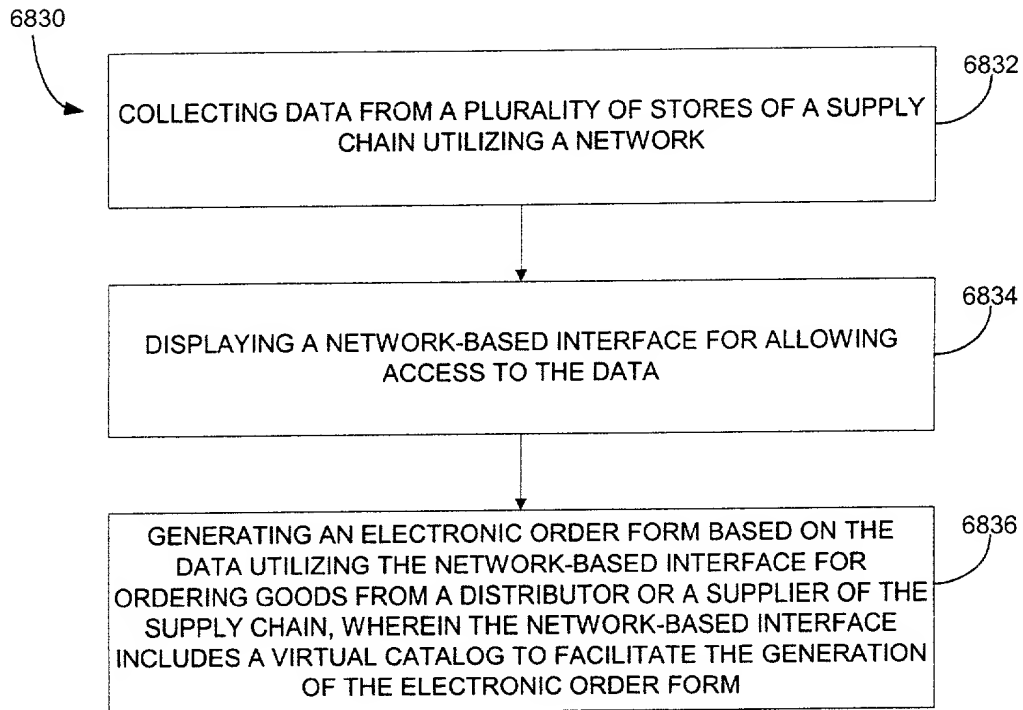 6830
6832
COLLECTING DATA FROM A PLURALITY OF STORES OF A SUPPLY
CHAIN UTILIZING A NETWORK
6834
DISPLAYING A NETWORK-BASED INTERFACE FOR ALLOWING
ACCESS TO THE DATA
6836
GENERATING AN ELECTRONIC ORDER FORM BASED ON THE
DATA UTILIZING THE NETWORK-BASED INTERFACE FOR
ORDERING GOODS FROM A DISTRIBUTOR OR A SUPPLIER OF THE
SUPPLY CHAIN, WHEREIN THE NETWORK-BASED INTERFACE
INCLUDES A VIRTUAL CATALOG TO FACILITATE THE GENERATION
OF THE ELECTRONIC ORDER FORM